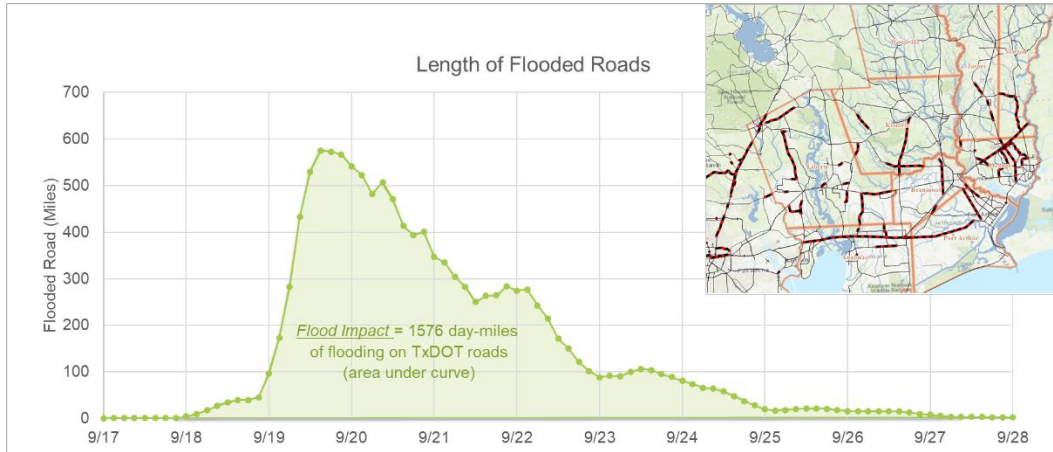 Length of Flooded Roads
Flooded Road (Miles)
700
600
500
400
300
200
100
0
Flood Impact = 1576 day-miles
of flooding on TxDOT roads
(area under curve)
9/17 9/18 9/19 9/20 9/21 9/22 9/23 9/24 9/25 9/26 9/27 9/28
Jasper
Liberty
Beaumont
Port Arthur